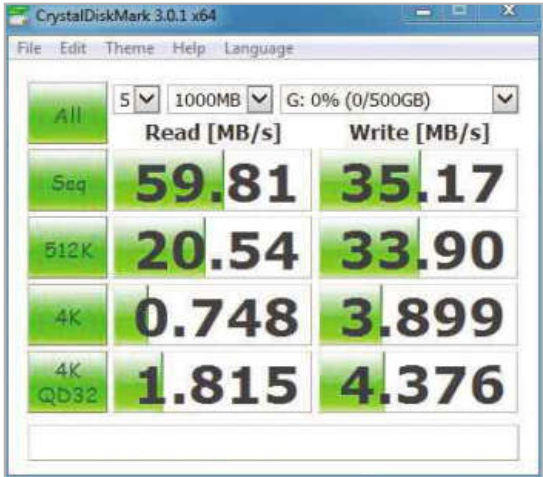 CrystalDiskMark 3.0.1 x64
File Edit Theme Help Language
All 5 1000MB G: 0% (0/500GB)
Read [MB/s] Write [MB/s]
Seq 59.81 35.17
512K 20.54 33.90
4K 0.748 3.899
4K QD32 1.815 4.376